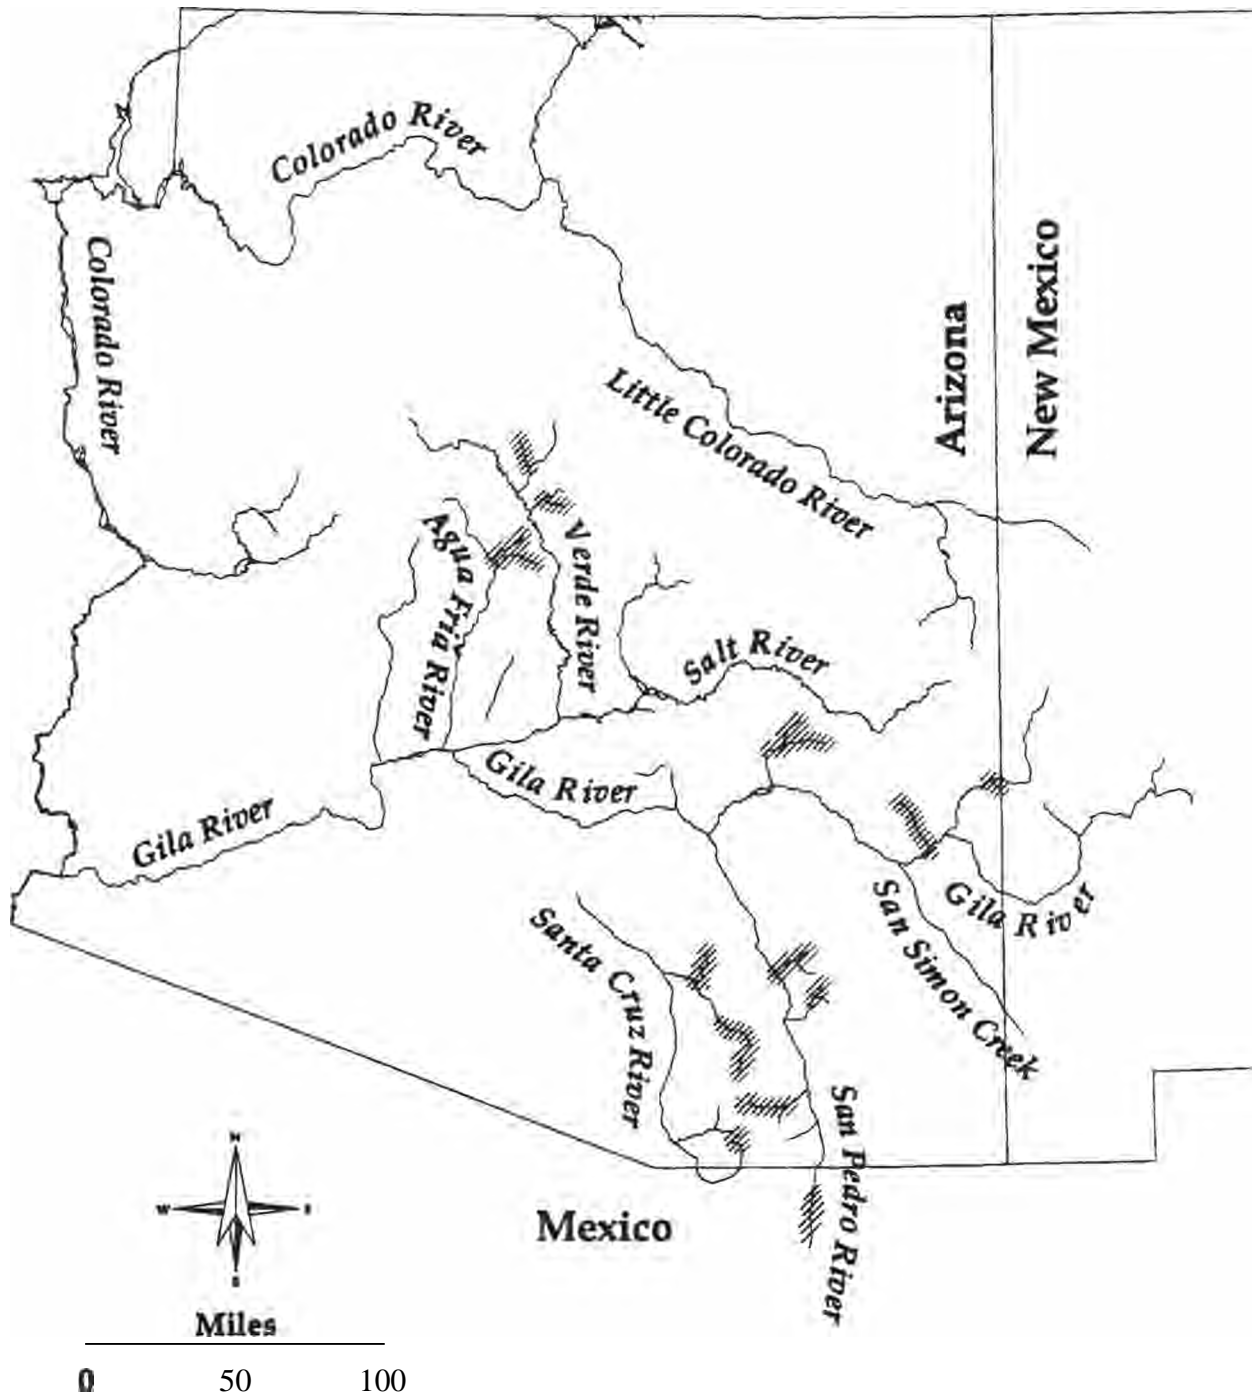 Colorado River
Colorado River
New Mexico
Arizona
Little Colorado River
Agua Fria River
Verde River
Salt River
Gila River
Gila River
Gila River
San Simon Creek
Santa Cruz River
San Pedro River
N
W E
S
Mexico
Miles
0 50 100